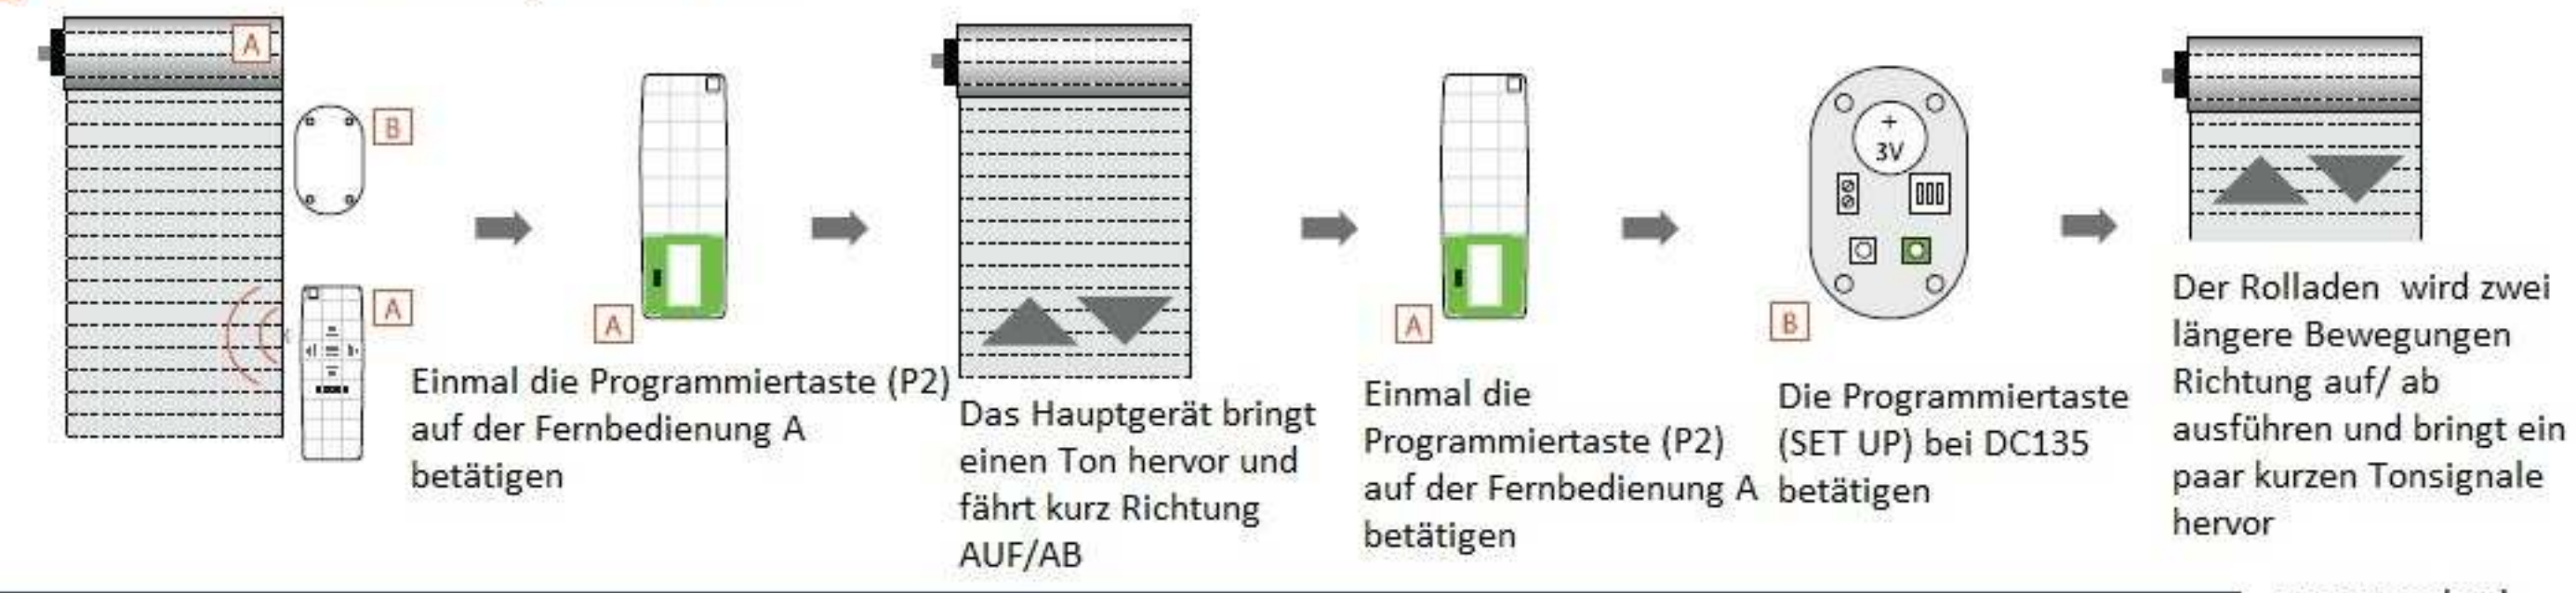 A
B
A
A
Einmal die Programmiertaste (P2)
auf der Fernbedienung A
betätigen
Das Hauptgerät bringt
einen Ton hervor und
fährt kurz Richtung
AUF/AB
A
Einmal die
Programmiertaste (P2)
auf der Fernbedienung A
betätigen
+
3V
B
Die Programmiertaste
(SET UP) bei DC135
betätigen
Der Rolladen wird zwei
längere Bewegungen
Richtung auf/ ab
ausführen und bringt ein
paar kurzen Tonsignale
hervor